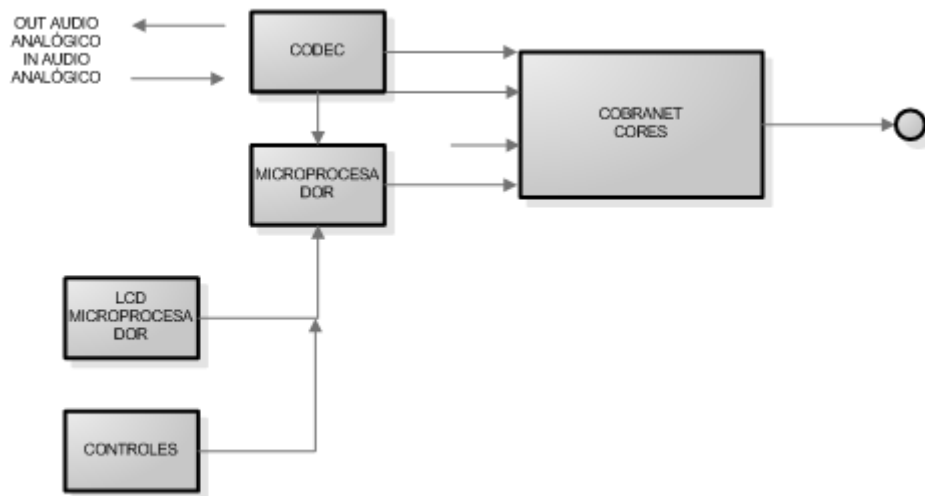 OUT AUDIO
ANALÓGICO
IN AUDIO
ANALÓGICO
CODEC
COBRANET
CORES
MICROPROCESA
DOR
LCD
MICROPROCESA
DOR
CONTROLES